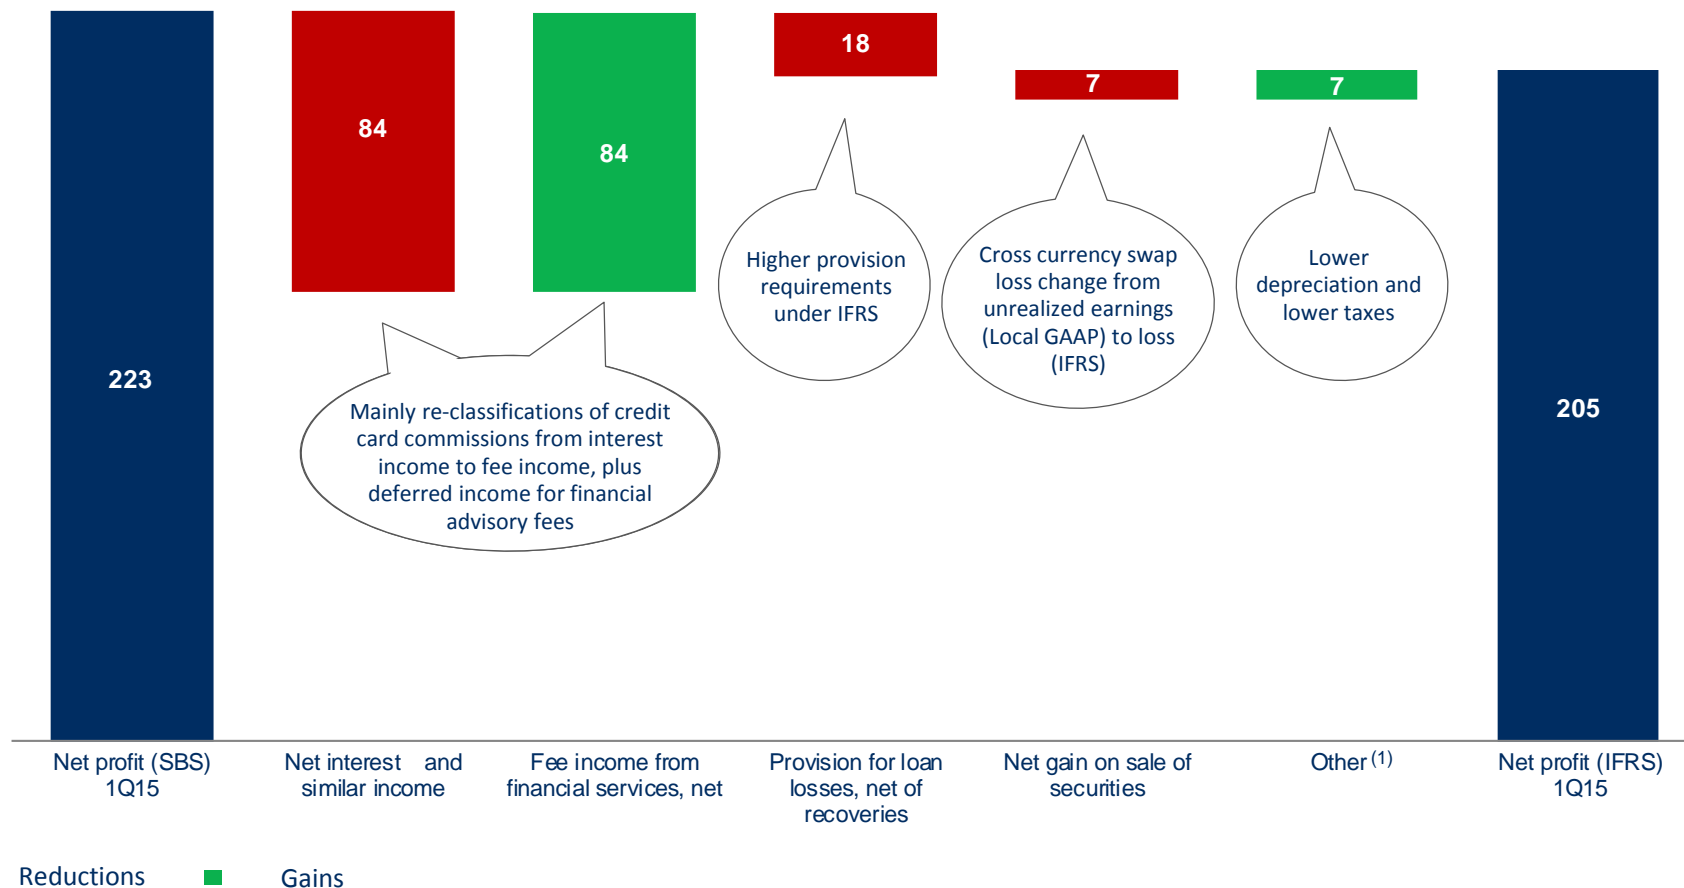 223
84
84
18
7
7
205
Higher provision
requirements
under IFRS
Cross currency swap
loss change from
unrealized earnings
(Local GAAP) to loss
(IFRS)
Lower
depreciation and
lower taxes
Mainly re-classifications of credit
card commissions from interest
income to fee income, plus
deferred income for financial
advisory fees
Net profit (SBS)
1Q15
Net interest and
similar income
Fee income from
financial services, net
Provision for loan
losses, net of
recoveries
Net gain on sale of
securities
Other (1)
Net profit (IFRS)
1Q15
Reductions
Gains